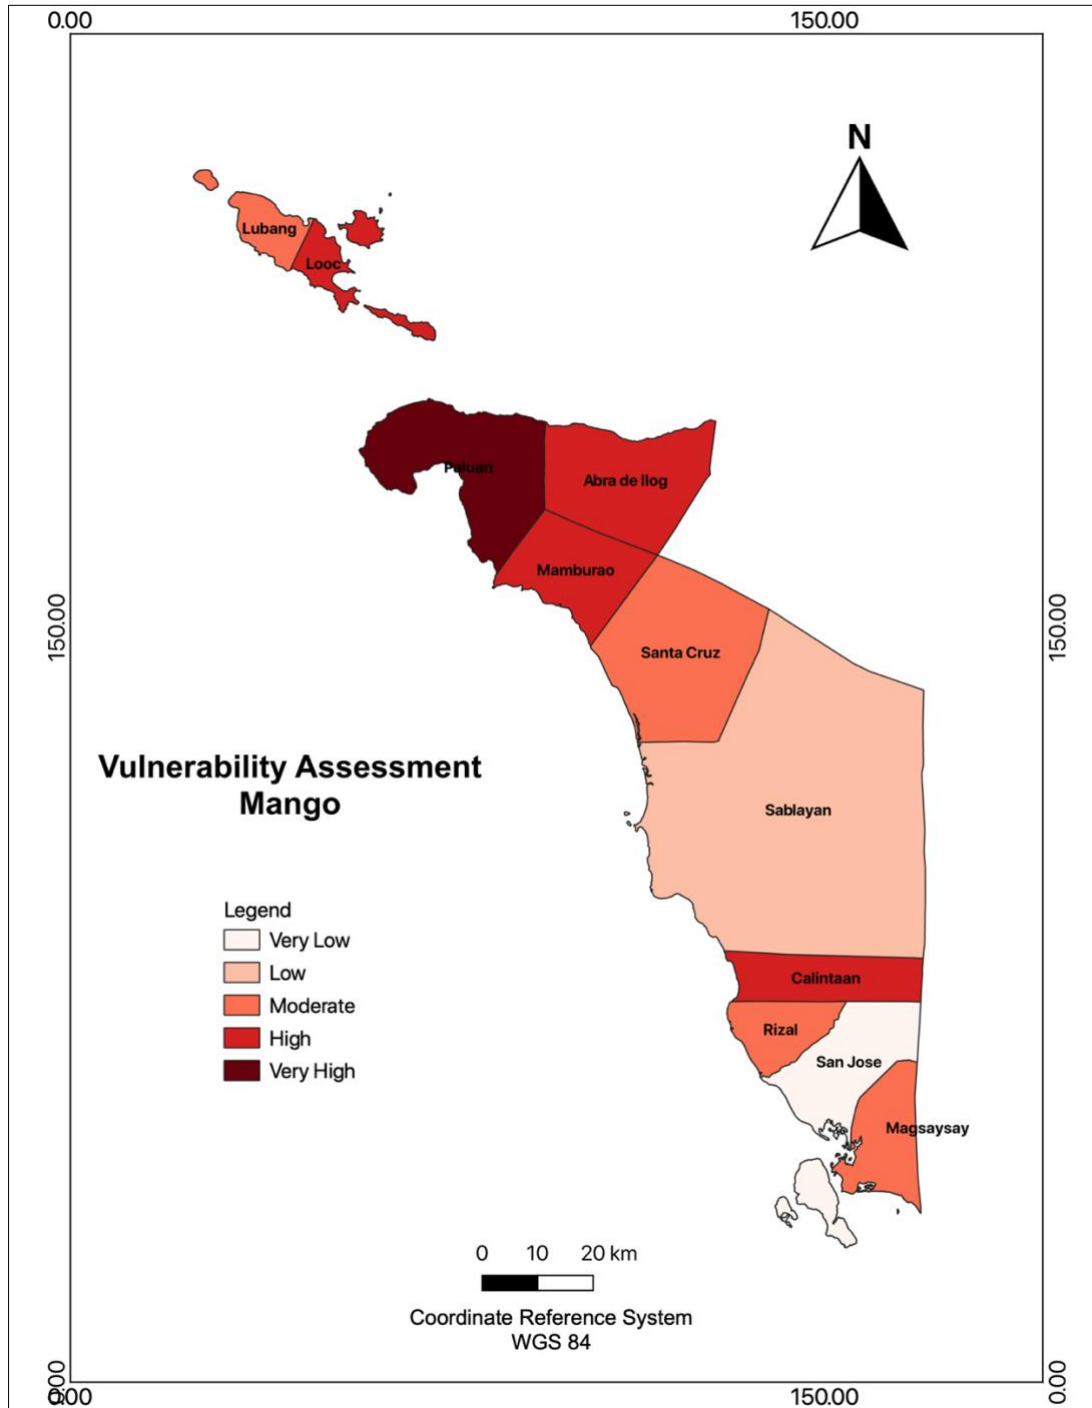 0.00
150.00
N
Lubang
Looc
Paluan
Abra de Ilog
Mamburao
150.00
150.00
Santa Cruz
Vulnerability Assessment
Mango
Sablayan
Legend
Very Low
Low
Moderate
High
Very High
Calintaan
Rizal
San Jose
Magsaysay
0 10 20 km
Coordinate Reference System
WGS 84
0.00
0.00
0.00
150.00